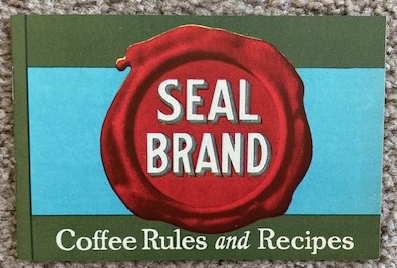 SEAL
BRAND
Coffee Rules and Recipes